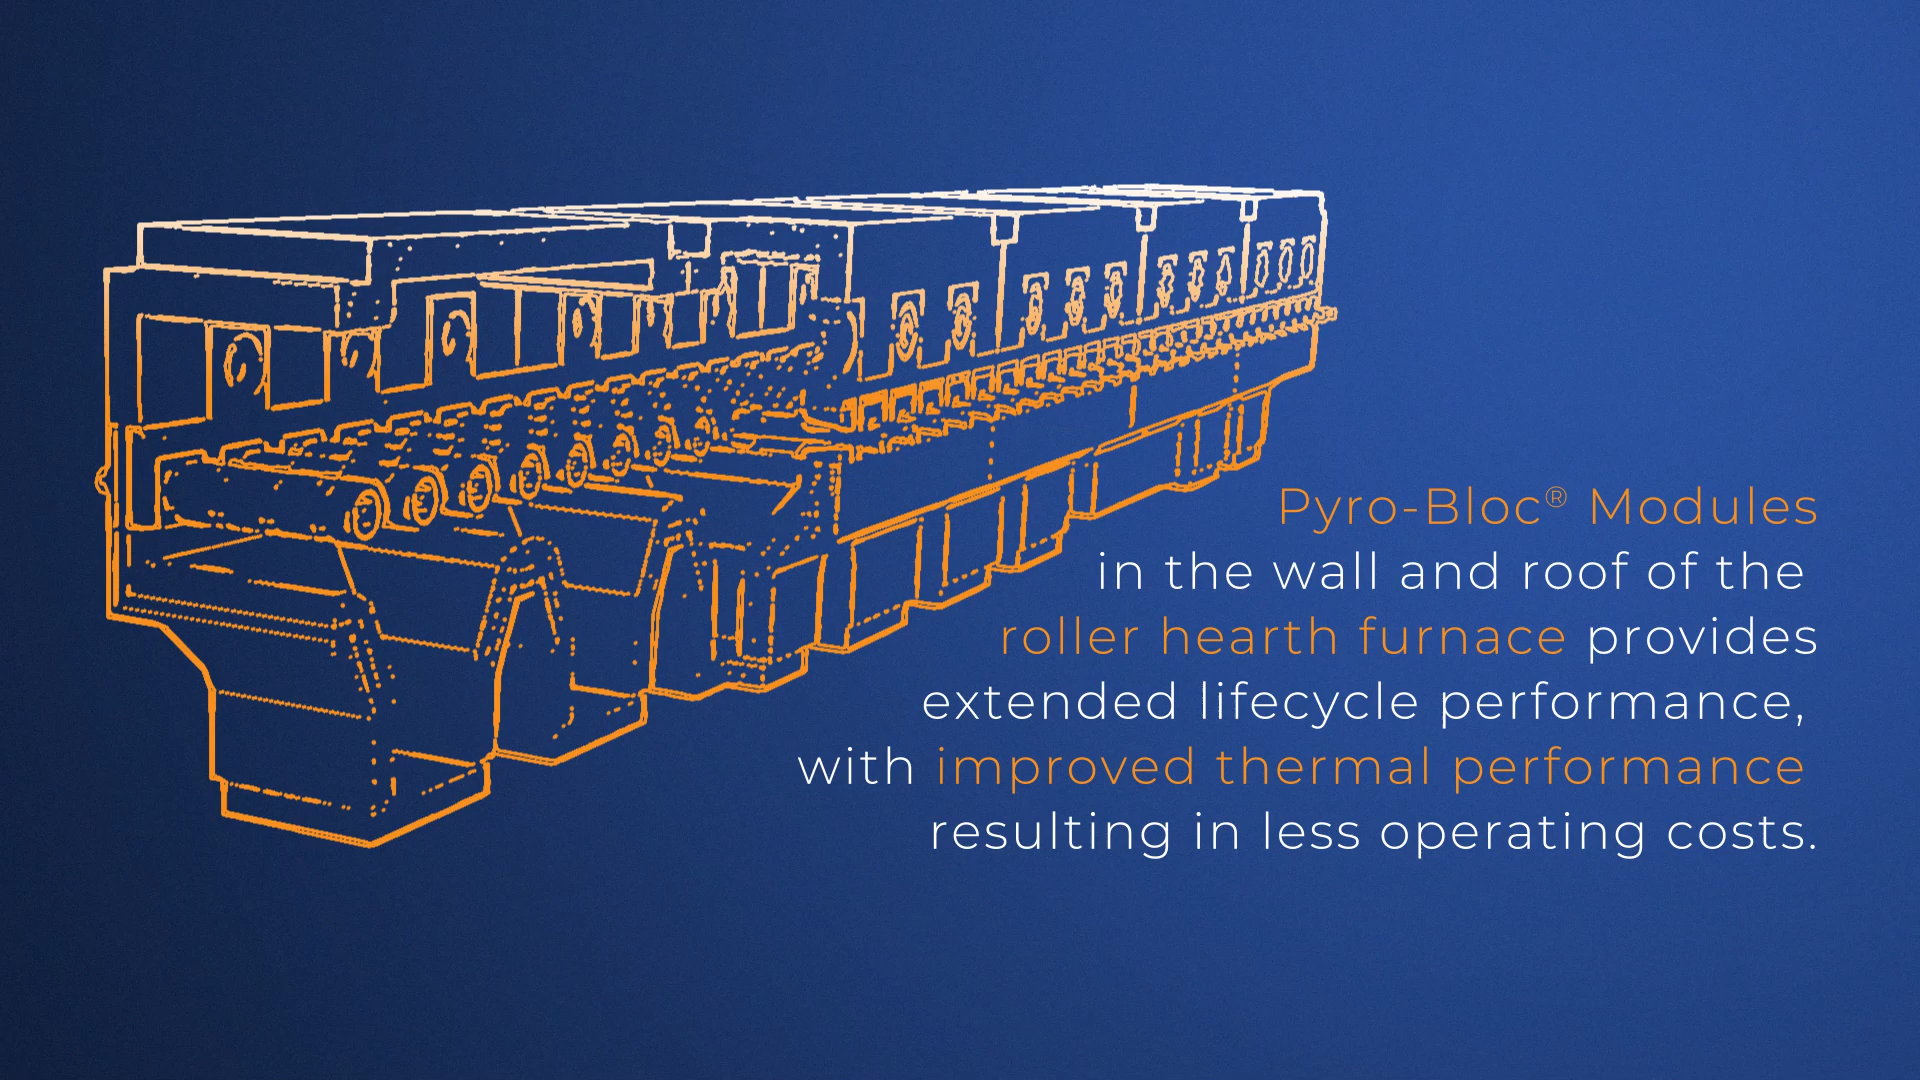 Pyro-Bloc® Modules
in the wall and roof of the
roller hearth furnace provides
extended lifecycle performance,
with improved thermal performance
resulting in less operating costs.